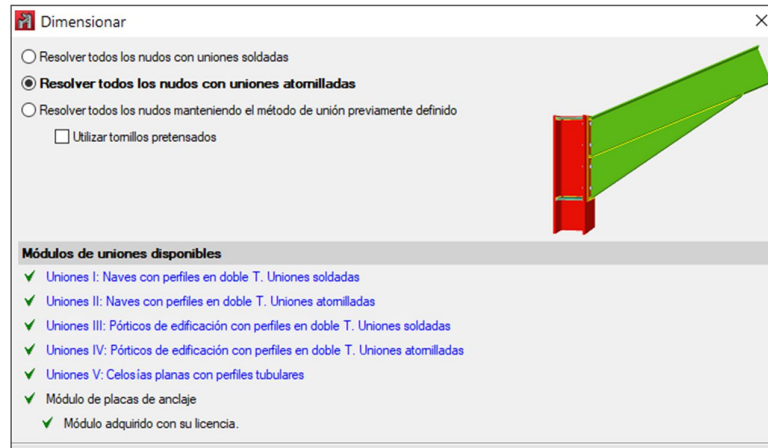 Dimensionar
Resolver todos los nudos con uniones soldadas
Resolver todos los nudos con uniones atornilladas
Resolver todos los nudos manteniendo el método de unión previamente definido
Utilizar tornillos pretensados
Módulos de uniones disponibles
Uniones I: Naves con perfiles en doble T. Uniones soldadas
Uniones II: Naves con perfiles en doble T. Uniones atornilladas
Uniones III: Pórticos de edificación con perfiles en doble T. Uniones soldadas
Uniones IV: Pórticos de edificación con perfiles en doble T. Uniones atornilladas
Uniones V: Celosías planas con perfiles tubulares
Módulo de placas de anclaje
Módulo adquirido con su licencia.